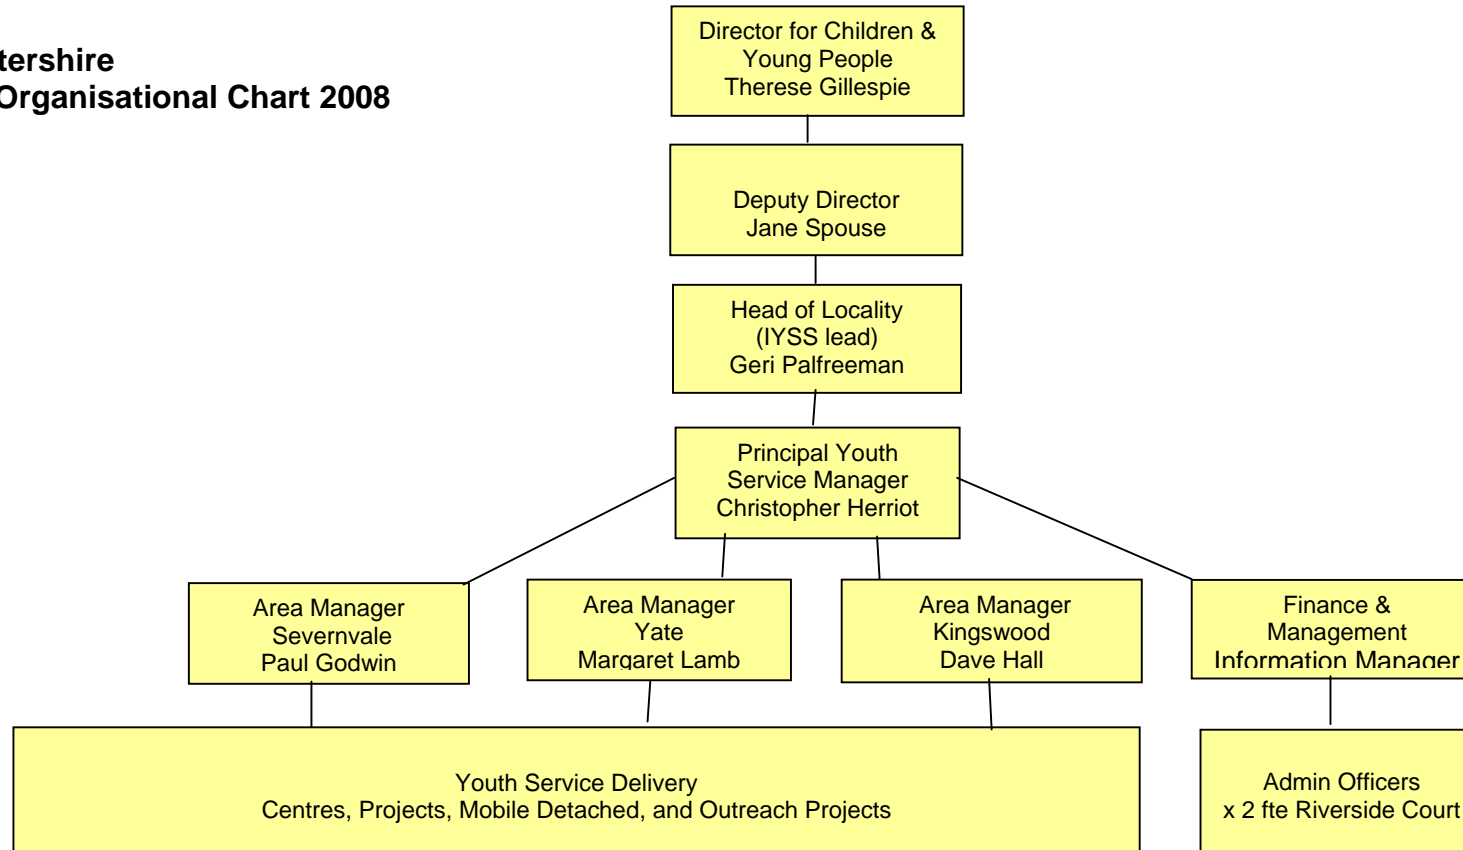 tershire
Organisational Chart 2008
Director for Children &
Young People
Therese Gillespie
Deputy Director
Jane Spouse
Head of Locality
(IYSS lead)
Geri Palfreeman
Principal Youth
Service Manager
Christopher Herriot
Area Manager
Severnvale
Paul Godwin
Area Manager
Yate
Margaret Lamb
Area Manager
Kingswood
Dave Hall
Finance &
Management
Information Manager
Youth Service Delivery
Centres, Projects, Mobile Detached, and Outreach Projects
Admin Officers
x 2 fte Riverside Court